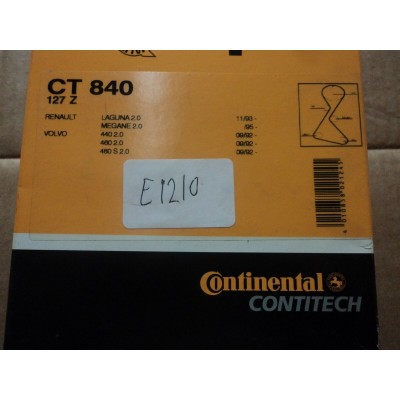 CT 840
127 Z
RENAULT LAGUNA 2.0 11/93 -
MEGANE 2.0 /95 -
VOLVO 440 2.0 09/92 -
460 2.0 09/92 -
480 S 2.0 09/92 -
E1210
Continental
CONTITECH